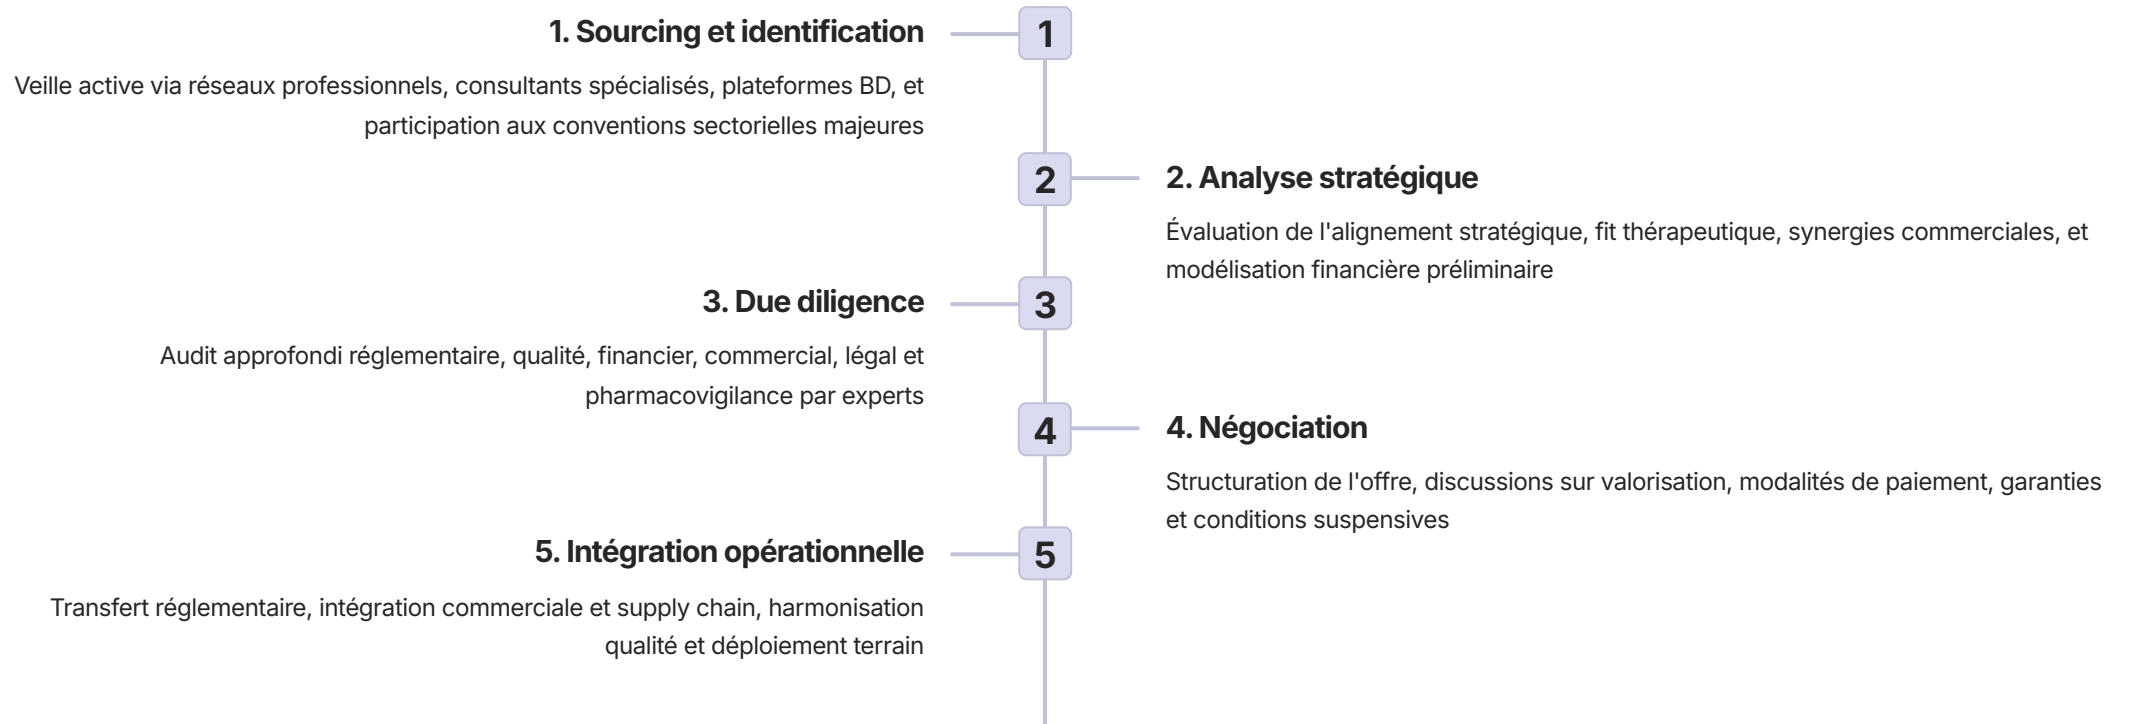 1. Sourcing et identification
1
Veille active via réseaux professionnels, consultants spécialisés, plateformes BD, et
participation aux conventions sectorielles majeures
2
2. Analyse stratégique
Évaluation de l'alignement stratégique, fit thérapeutique, synergies commerciales, et
modélisation financière préliminaire
3. Due diligence
3
Audit approfondi réglementaire, qualité, financier, commercial, légal et
pharmacovigilance par experts
4
4. Négociation
Structuration de l'offre, discussions sur valorisation, modalités de paiement, garanties
et conditions suspensives
5. Intégration opérationnelle
5
Transfert réglementaire, intégration commerciale et supply chain, harmonisation
qualité et déploiement terrain